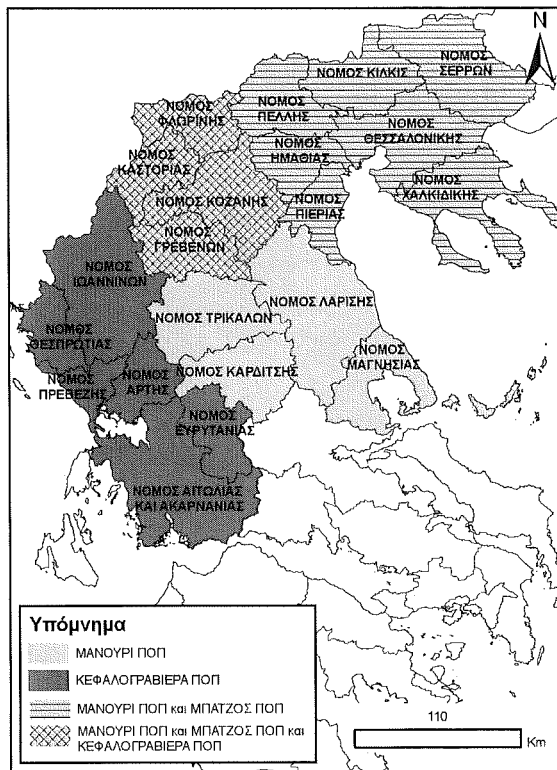 N
ΝΟΜΟΣ
ΣΕΡΡΩΝ
ΝΟΜΟΣ ΚΙΛΚΙΣ
ΝΟΜΟΣ
ΦΛΩΡΙΝΗΣ
ΝΟΜΟΣ
ΠΕΛΛΗΣ
ΝΟΜΟΣ
ΘΕΣΣΑΛΟΝΙΚΗΣ
ΝΟΜΟΣ
ΗΜΑΘΙΑΣ
ΝΟΜΟΣ
ΚΑΣΤΟΡΙΑΣ
ΝΟΜΟΣ
ΧΑΛΚΙΔΙΚΗΣ
ΝΟΜΟΣ ΚΟΖΑΝΗΣ
ΝΟΜΟΣ
ΠΙΕΡΙΑΣ
ΝΟΜΟΣ
ΓΡΕΒΕΝΩΝ
ΝΟΜΟΣ
ΙΩΑΝΝΙΝΩΝ
ΝΟΜΟΣ ΛΑΡΙΣΗΣ
ΝΟΜΟΣ ΤΡΙΚΑΛΩΝ
ΝΟΜΟΣ
ΘΕΣΠΡΩΤΙΑΣ
ΝΟΜΟΣ
ΜΑΓΝΗΣΙΑΣ
ΝΟΜΟΣ ΚΑΡΔΙΤΣΗΣ
ΝΟΜΟΣ
ΠΡΕΒΕΖΗΣ
ΝΟΜΟΣ
ΑΡΤΗΣ
ΝΟΜΟΣ
ΕΥΡΥΤΑΝΙΑΣ
ΝΟΜΟΣ ΑΙΤΩΛΙΑΣ
ΚΑΙ ΑΚΑΡΝΑΝΙΑΣ
Υπόμνημα
ΜΑΝΟΥΡΙ ΠΟΠ
ΚΕΦΑΛΟΓΡΑΒΙΕΡΑ ΠΟΠ
ΜΑΝΟΥΡΙ ΠΟΠ και ΜΠΑΤΖΟΣ ΠΟΠ
ΜΑΝΟΥΡΙ ΠΟΠ και ΜΠΑΤΖΟΣ ΠΟΠ και
ΚΕΦΑΛΟΓΡΑΒΙΕΡΑ ΠΟΠ
110
Km